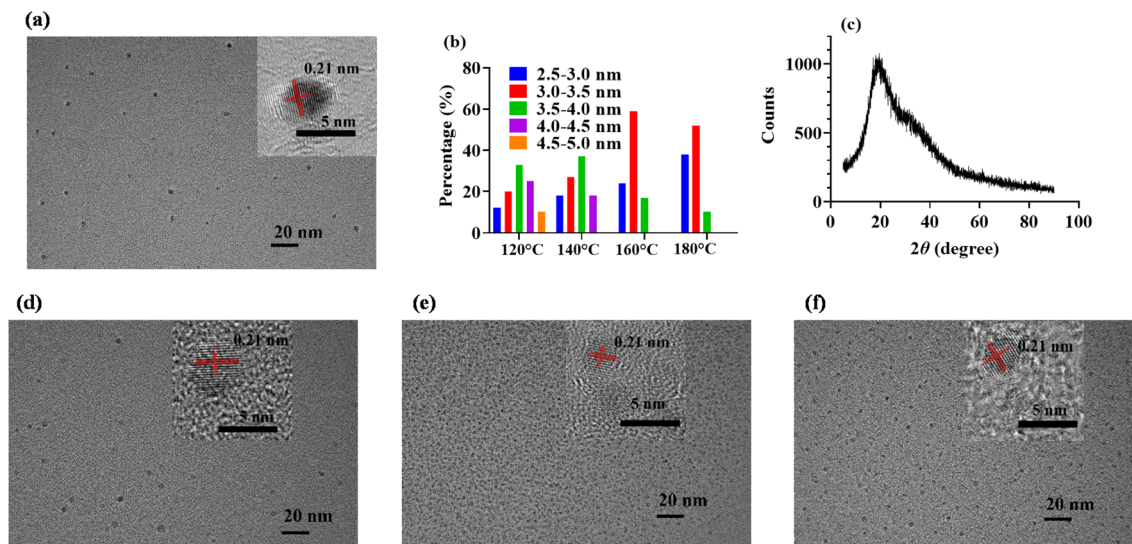 (a)
0.21 nm
5 nm
20 nm
(b)
Percentage (%)
80
60
40
20
0
2.5-3.0 nm
3.0-3.5 nm
3.5-4.0 nm
4.0-4.5 nm
4.5-5.0 nm
120°C 140°C 160°C 180°C
(c)
Counts
1000
500
0
0 20 40 60 80 100
2θ (degree)
(d)
0.21 nm
5 nm
20 nm
(e)
0.21 nm
5 nm
20 nm
(f)
0.21 nm
5 nm
20 nm